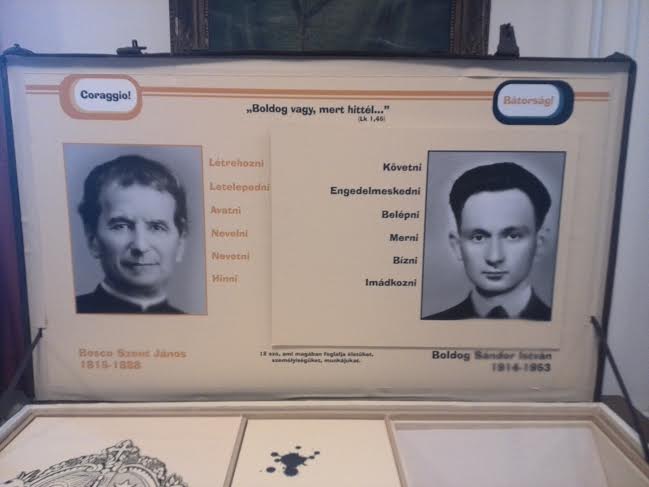 Coraggio!
Bátorság!
„Boldog vagy, mert hittél..."
(Lk 1,45)
Létrehozni
Letelepedni
Avatni
Nevelni
Nevetni
Hinni
Követni
Engedelmeskedni
Belépni
Merni
Bízni
Imádkozni
Bosco Szent János
1815-1888
12 szó, ami magában foglalja életüket,
személyiségüket, munkájukat.
Boldog Sándor István
1914-1953